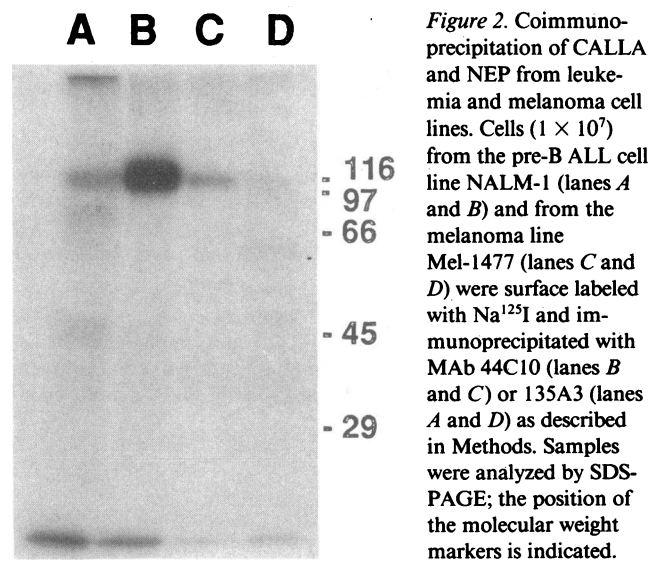 A B C D
116
97
66
45
29
Figure 2. Coimmuno-
precipitation of CALLA
and NEP from leuke-
mia and melanoma cell
lines. Cells (1 × 10⁷)
from the pre-B ALL cell
line NALM-1 (lanes A
and B) and from the
melanoma line
Mel-1477 (lanes C and
D) were surface labeled
with Na¹²⁵I and im-
munoprecipitated with
MAb 44C10 (lanes B
and C) or 135A3 (lanes
A and D) as described
in Methods. Samples
were analyzed by SDS-
PAGE; the position of
the molecular weight
markers is indicated.